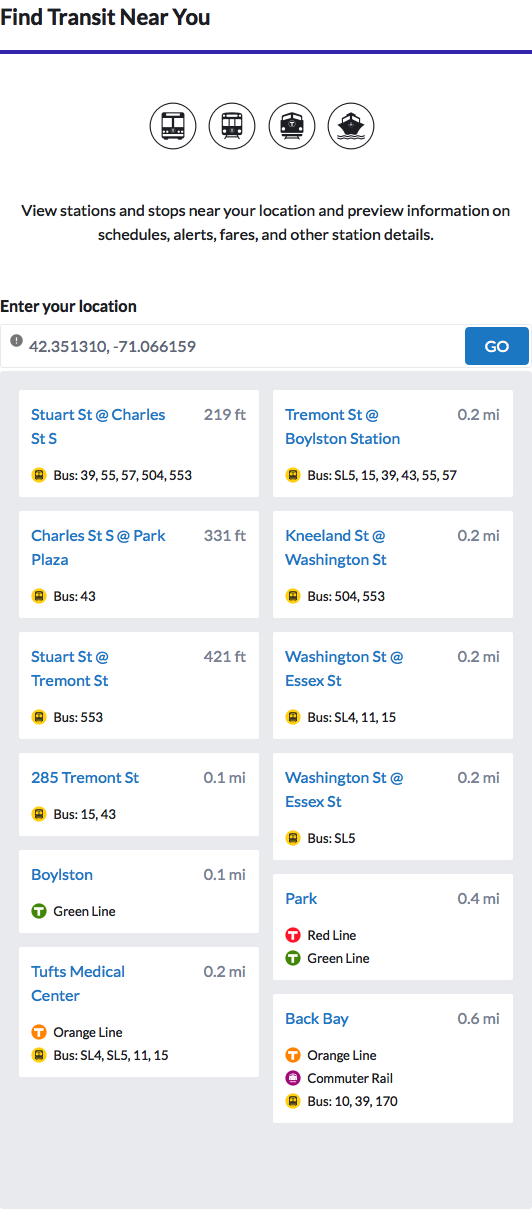 Find Transit Near You
View stations and stops near your location and preview information on
schedules, alerts, fares, and other station details.
Enter your location
42.351310, -71.066159
GO
Stuart St @ Charles
St S
219 ft
Bus: 39, 55, 57, 504, 553
Charles St S @ Park
Plaza
331 ft
Bus: 43
Stuart St @
Tremont St
421 ft
Bus: 553
285 Tremont St
0.1 mi
Bus: 15, 43
Boylston
0.1 mi
T
Green Line
Tufts Medical
Center
0.2 mi
T
Orange Line
Bus: SL4, SL5, 11, 15
Tremont St @
Boylston Station
0.2 mi
Bus: SL5, 15, 39, 43, 55, 57
Kneeland St @
Washington St
0.2 mi
Bus: 504, 553
Washington St @
Essex St
0.2 mi
Bus: SL4, 11, 15
Washington St @
Essex St
0.2 mi
Bus: SL5
Park
0.4 mi
T
Red Line
T
Green Line
Back Bay
0.6 mi
T
Orange Line
Commuter Rail
Bus: 10, 39, 170